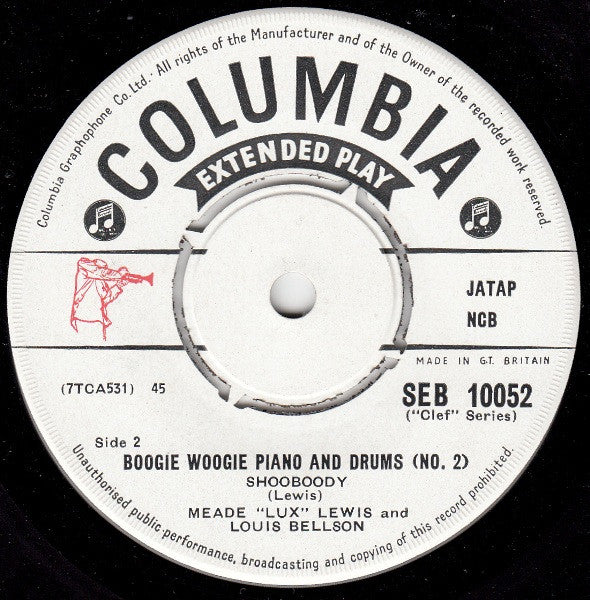 Columbia Graphophone Co. Ltd. · All rights of the Manufacturer and of the Owner of the recorded work reserved.
COLUMBIA
EXTENDED PLAY
JATAP
NCB
MADE IN GT. BRITAIN
(7TCA531) 45
SEB 10052
("Clef" Series)
Side 2
BOOGIE WOOGIE PIANO AND DRUMS (NO. 2)
SHOOBOODY
(Lewis)
MEADE "LUX" LEWIS and
LOUIS BELLSON
Unauthorised public performance, broadcasting and copying of this record prohibited.